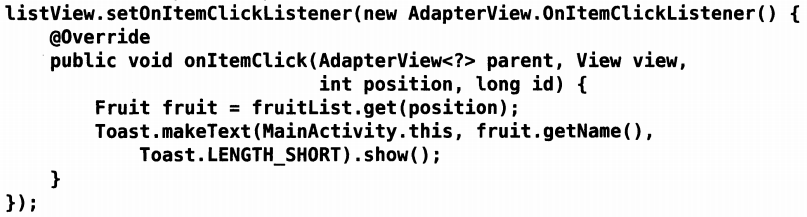 listView.setOnItemClickListener(new AdapterView.OnItemClickListener() {
    @Override
    public void onItemClick(AdapterView<?> parent, View view,
                            int position, long id) {
        Fruit fruit = fruitList.get(position);
        Toast.makeText(MainActivity.this, fruit.getName(),
            Toast.LENGTH_SHORT).show();
    }
});